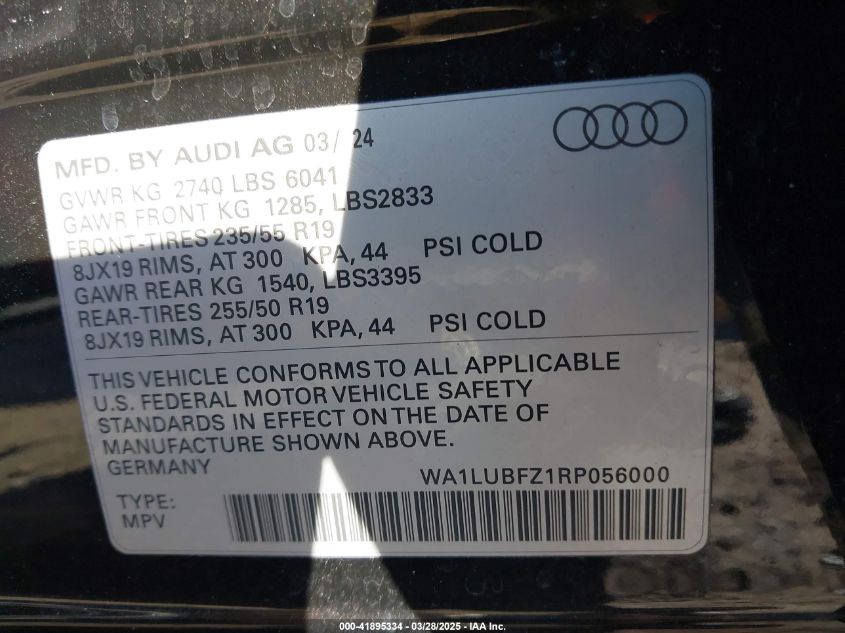 MFD. BY AUDI AG 03/ 24
GVWR KG 2740 LBS 6041
GAWR FRONT KG 1285, LBS2833
FRONT-TIRES 235/55 R19
8JX19 RIMS, AT 300 KPA, 44 PSI COLD
GAWR REAR KG 1540, LBS3395
REAR-TIRES 255/50 R19
8JX19 RIMS, AT 300 KPA, 44 PSI COLD
THIS VEHICLE CONFORMS TO ALL APPLICABLE
U.S. FEDERAL MOTOR VEHICLE SAFETY
STANDARDS IN EFFECT ON THE DATE OF
MANUFACTURE SHOWN ABOVE.
GERMANY
WA1LUBFZ1RP056000
TYPE:
MPV
000-41895334 - 03/28/2025 - IAA Inc.